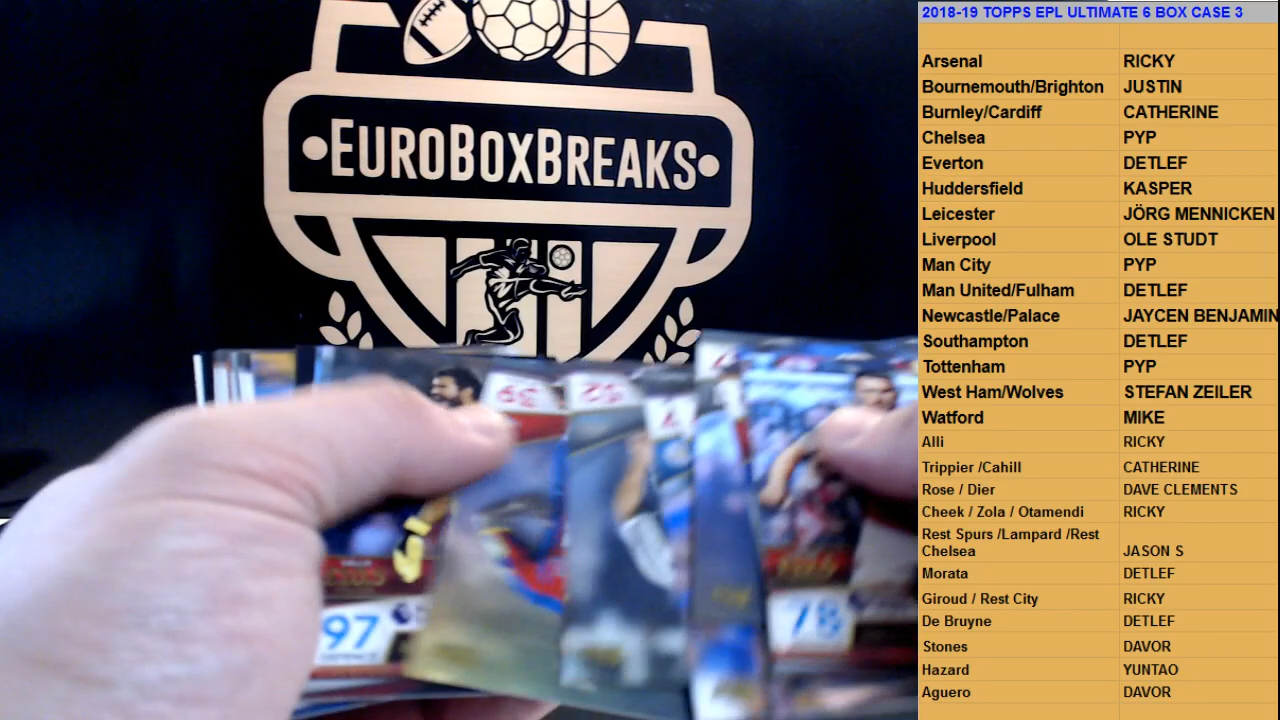 2018-19 TOPPS EPL ULTIMATE 6 BOX CASE 3
EUROBOXBREAKS
Arsenal RICKY
Bournemouth/Brighton JUSTIN
Burnley/Cardiff CATHERINE
Chelsea PYP
Everton DETLEF
Huddersfield KASPER
Leicester JÖRG MENNICKEN
Liverpool OLE STUDT
Man City PYP
Man United/Fulham DETLEF
Newcastle/Palace JAYCEN BENJAMIN
Southampton DETLEF
Tottenham PYP
West Ham/Wolves STEFAN ZEILER
Watford MIKE
Alli RICKY
Trippier /Cahill CATHERINE
Rose / Dier DAVE CLEMENTS
Cheek / Zola / Otamendi RICKY
Rest Spurs /Lampard /Rest
Chelsea JASON S
Morata DETLEF
Giroud / Rest City RICKY
De Bruyne DETLEF
Stones DAVOR
Hazard YUNTAO
Aguero DAVOR
97
78